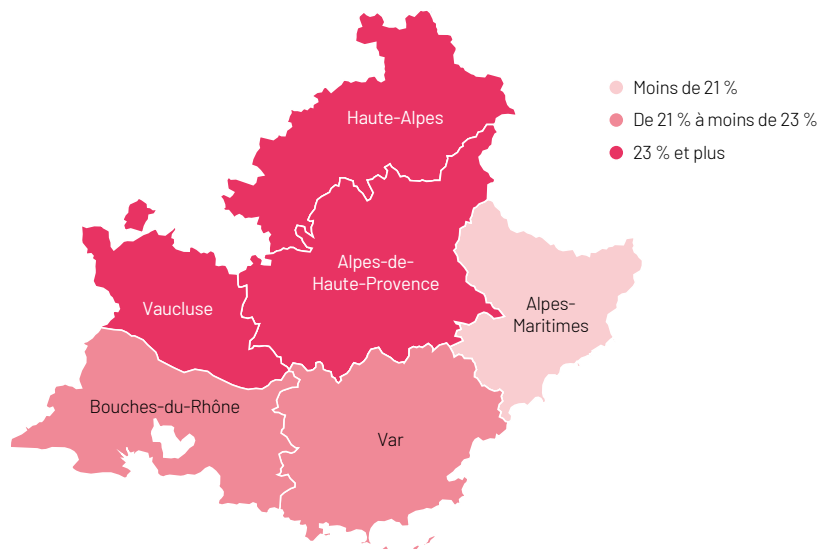 Haute-Alpes
Alpes-de-
Haute-Provence
Vaucluse
Alpes-
Maritimes
Bouches-du-Rhône
Var
Moins de 21 %
De 21 % à moins de 23 %
23 % et plus